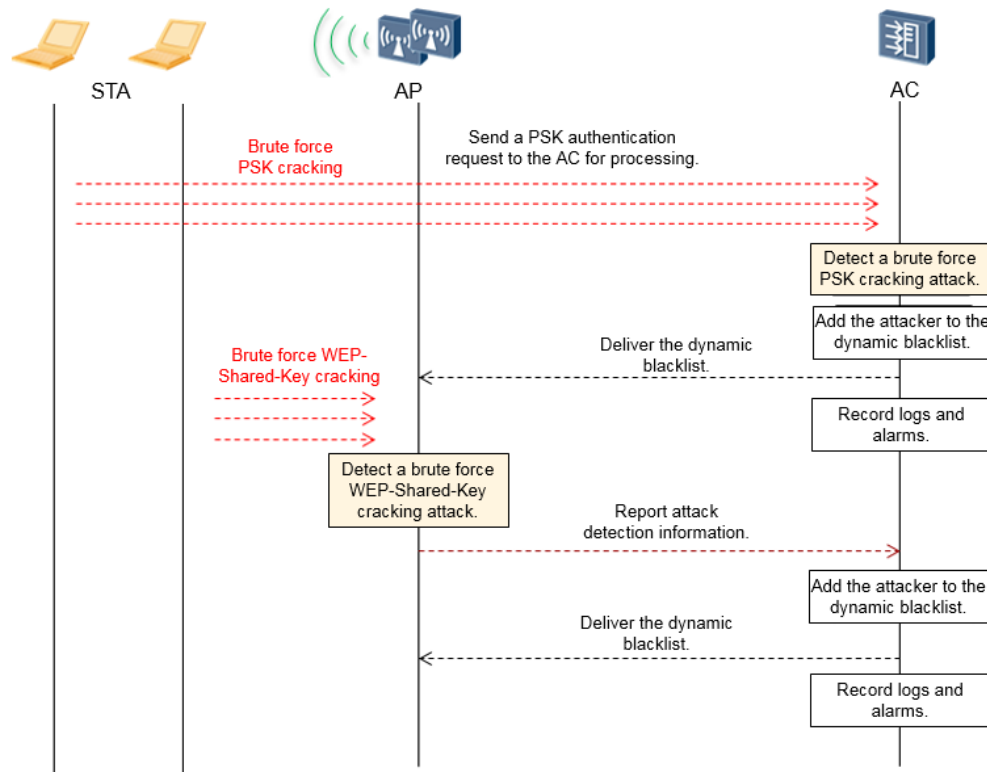 STA
AP
AC
Brute force
PSK cracking
Send a PSK authentication
request to the AC for processing.
Detect a brute force
PSK cracking attack.
Add the attacker to the
dynamic blacklist.
Deliver the dynamic
blacklist.
Brute force WEP-
Shared-Key cracking
Record logs and
alarms.
Detect a brute force
WEP-Shared-Key
cracking attack.
Report attack
detection information.
Add the attacker to the
dynamic blacklist.
Deliver the dynamic
blacklist.
Record logs and
alarms.